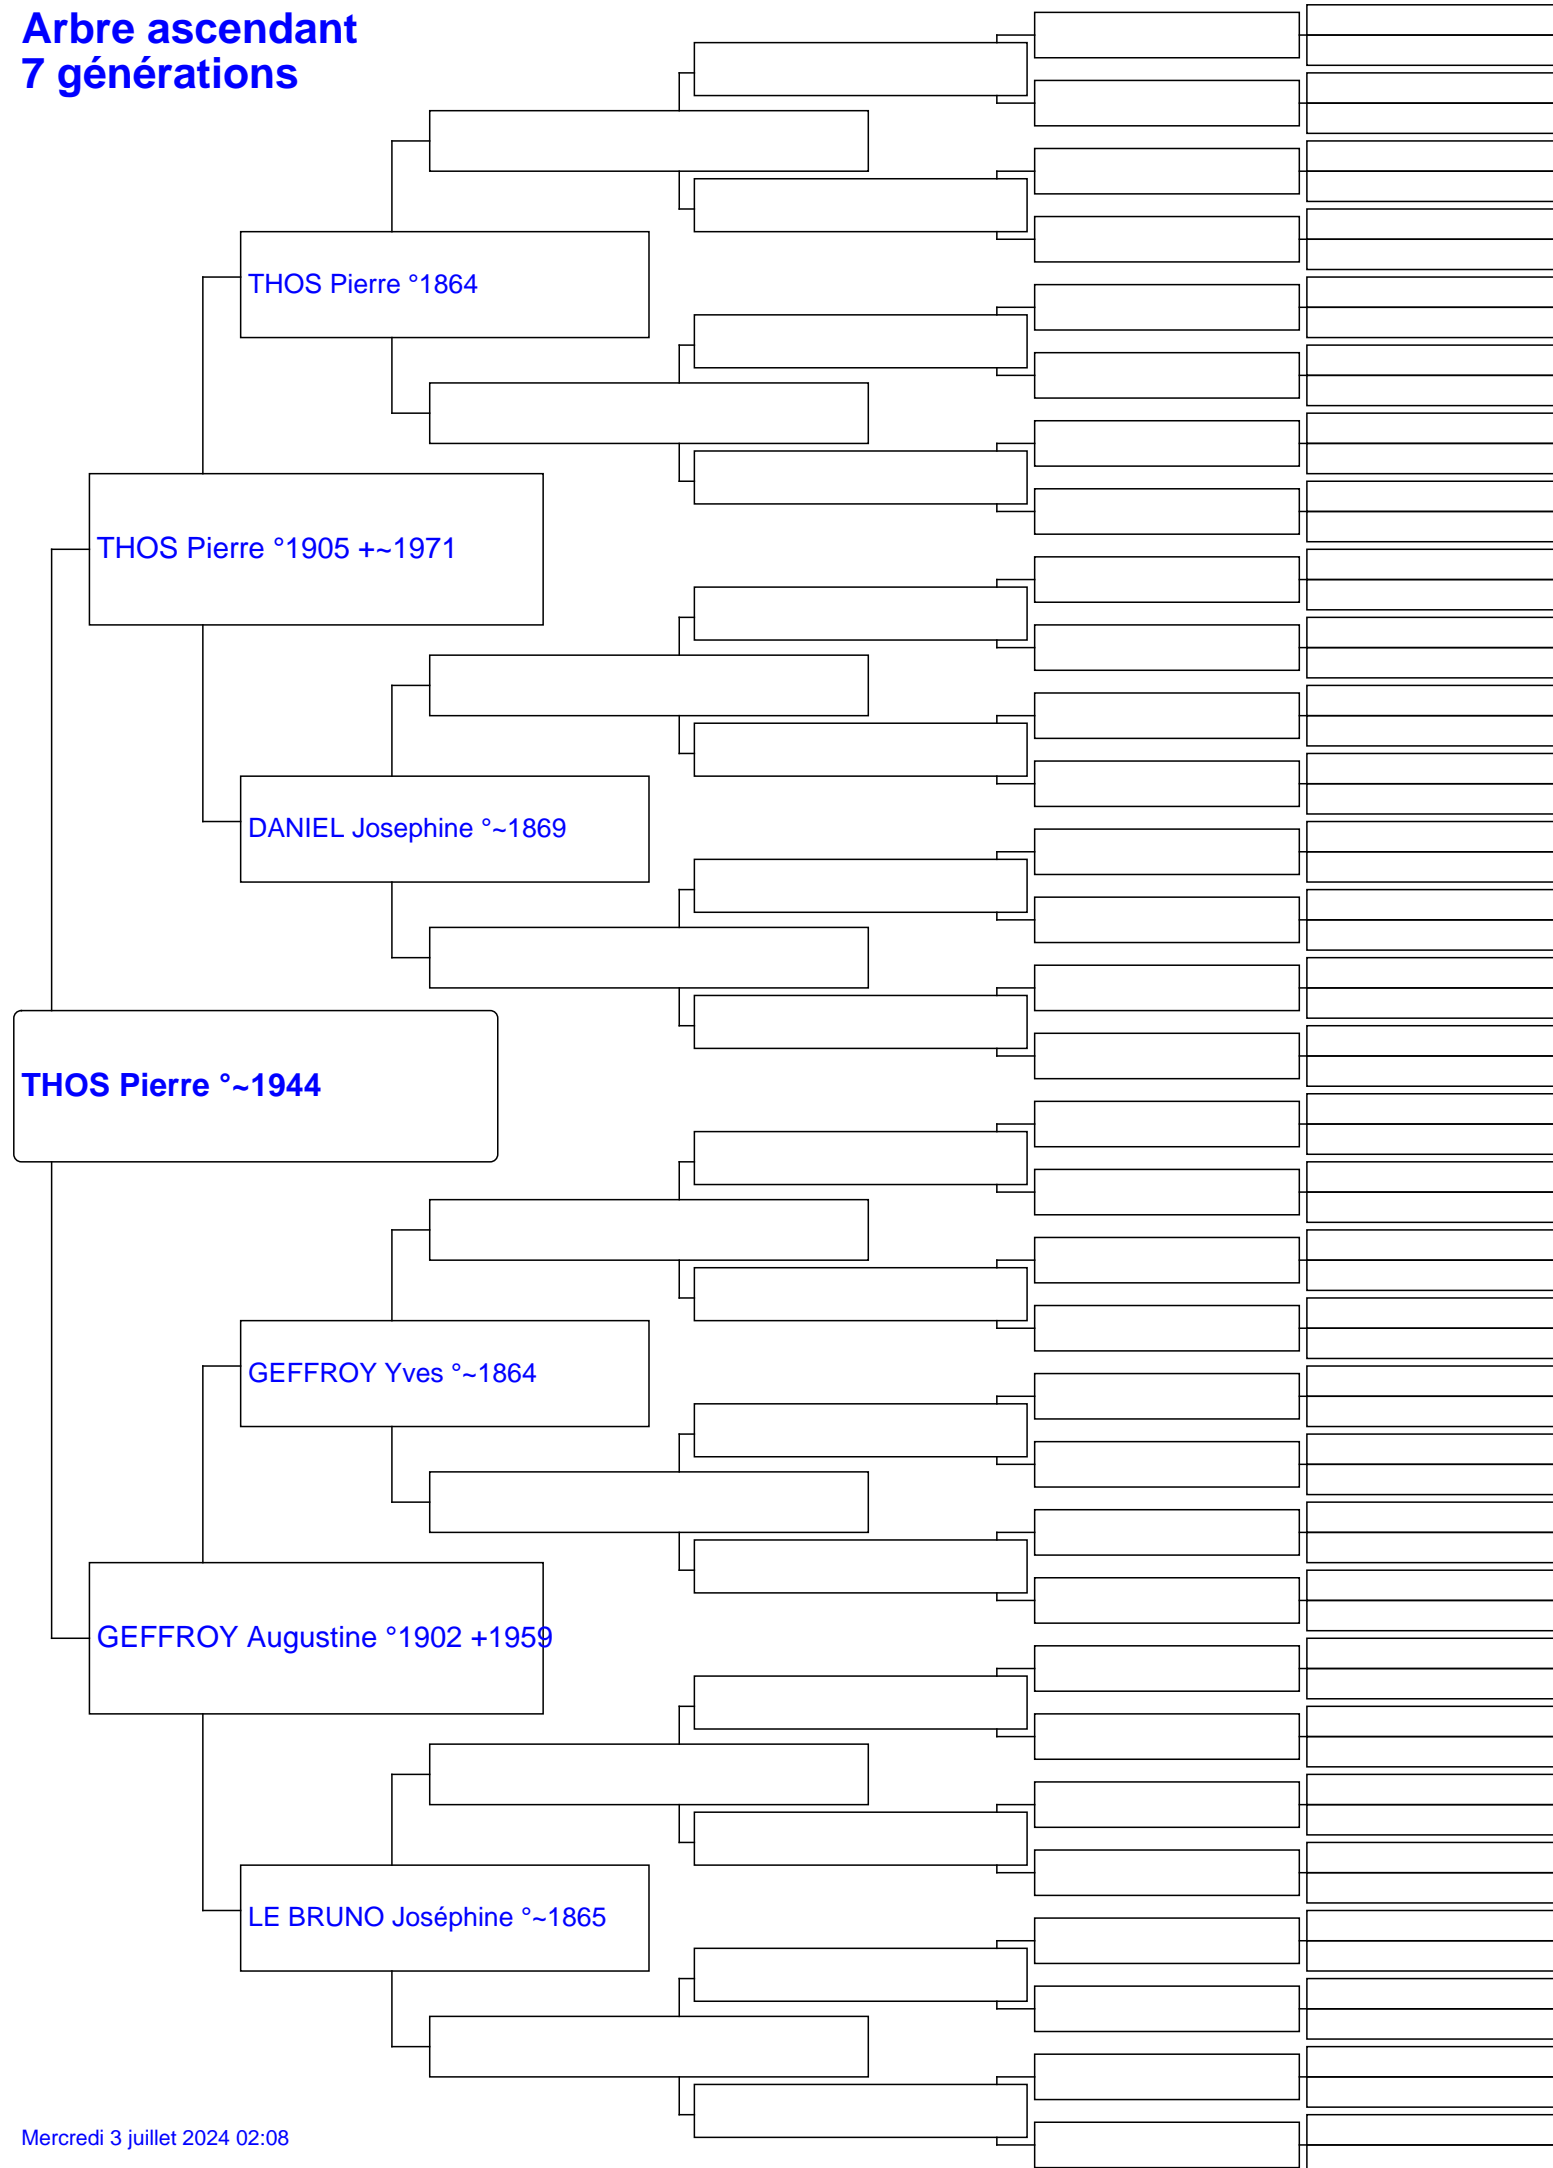 Arbre ascendant
7 générations
THOS Pierre °1864
THOS Pierre °1905 +~1971
DANIEL Josephine °~1869
THOS Pierre °~1944
GEFFROY Yves °~1864
GEFFROY Augustine °1902 +1959
LE BRUNO Joséphine °~1865
Mercredi 3 juillet 2024 02:08